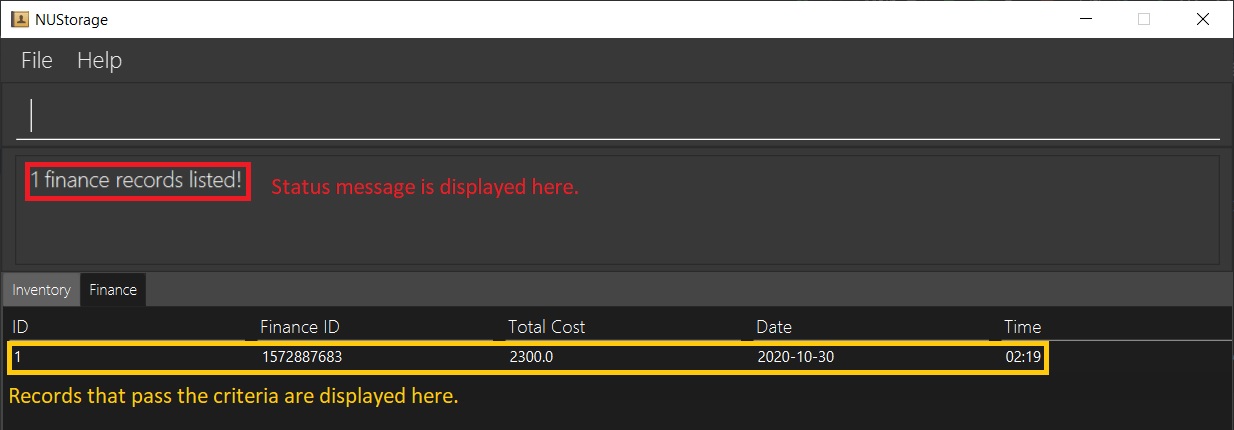 NUStorage
File Help
1 finance records listed!
Status message is displayed here.
Inventory Finance
ID Finance ID Total Cost Date Time
1 1572887683 2300.0 2020-10-30 02:19
Records that pass the criteria are displayed here.